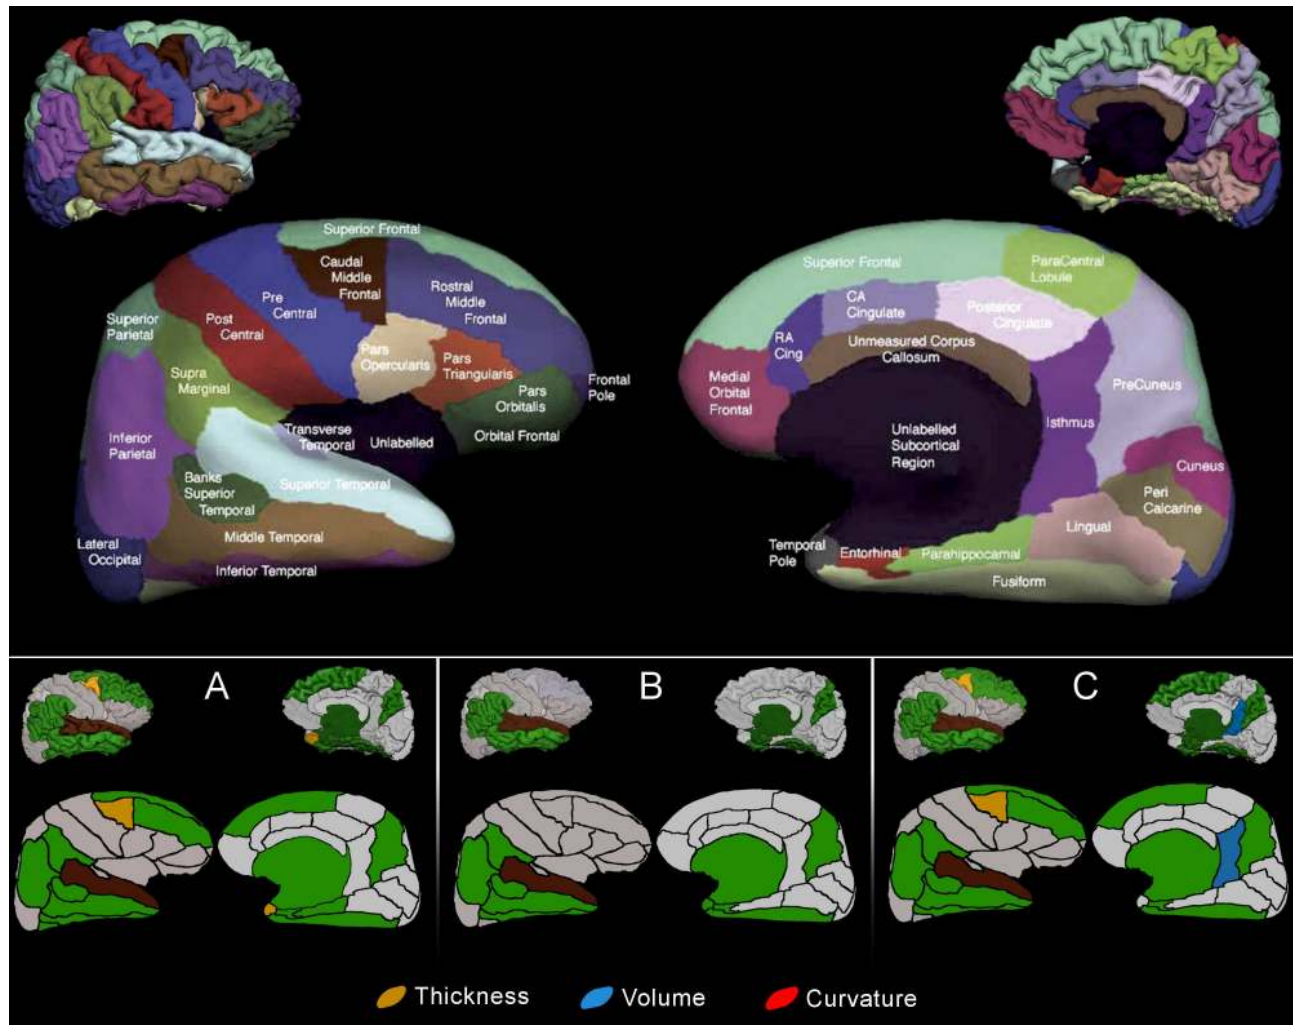 Superior Frontal
Caudal
Middle
Frontal
Rostral
Middle
Frontal
Pre
Central
Post
Central
Superior
Parietal
Supra
Marginal
Pars
Opercularis
Pars
Triangularis
Pars
Orbitalis
Frontal
Pole
Orbital Frontal
Transverse
Temporal
Unlabelled
Inferior
Parietal
Banks
Superior
Temporal
Superior Temporal
Middle Temporal
Lateral
Occipital
Inferior Temporal
Superior Frontal
ParaCentral
Lobule
CA
Cingulate
Posterior
Cingulate
RA
Cing
Unmeasured Corpus
Callosum
Medial
Orbital
Frontal
PreCuneus
Isthmus
Unlabelled
Subcortical
Region
Cuneus
Peri
Calcarine
Lingual
Temporal
Pole
Entorhinal
Parahippocamal
Fusiform
A
B
C
Thickness
Volume
Curvature